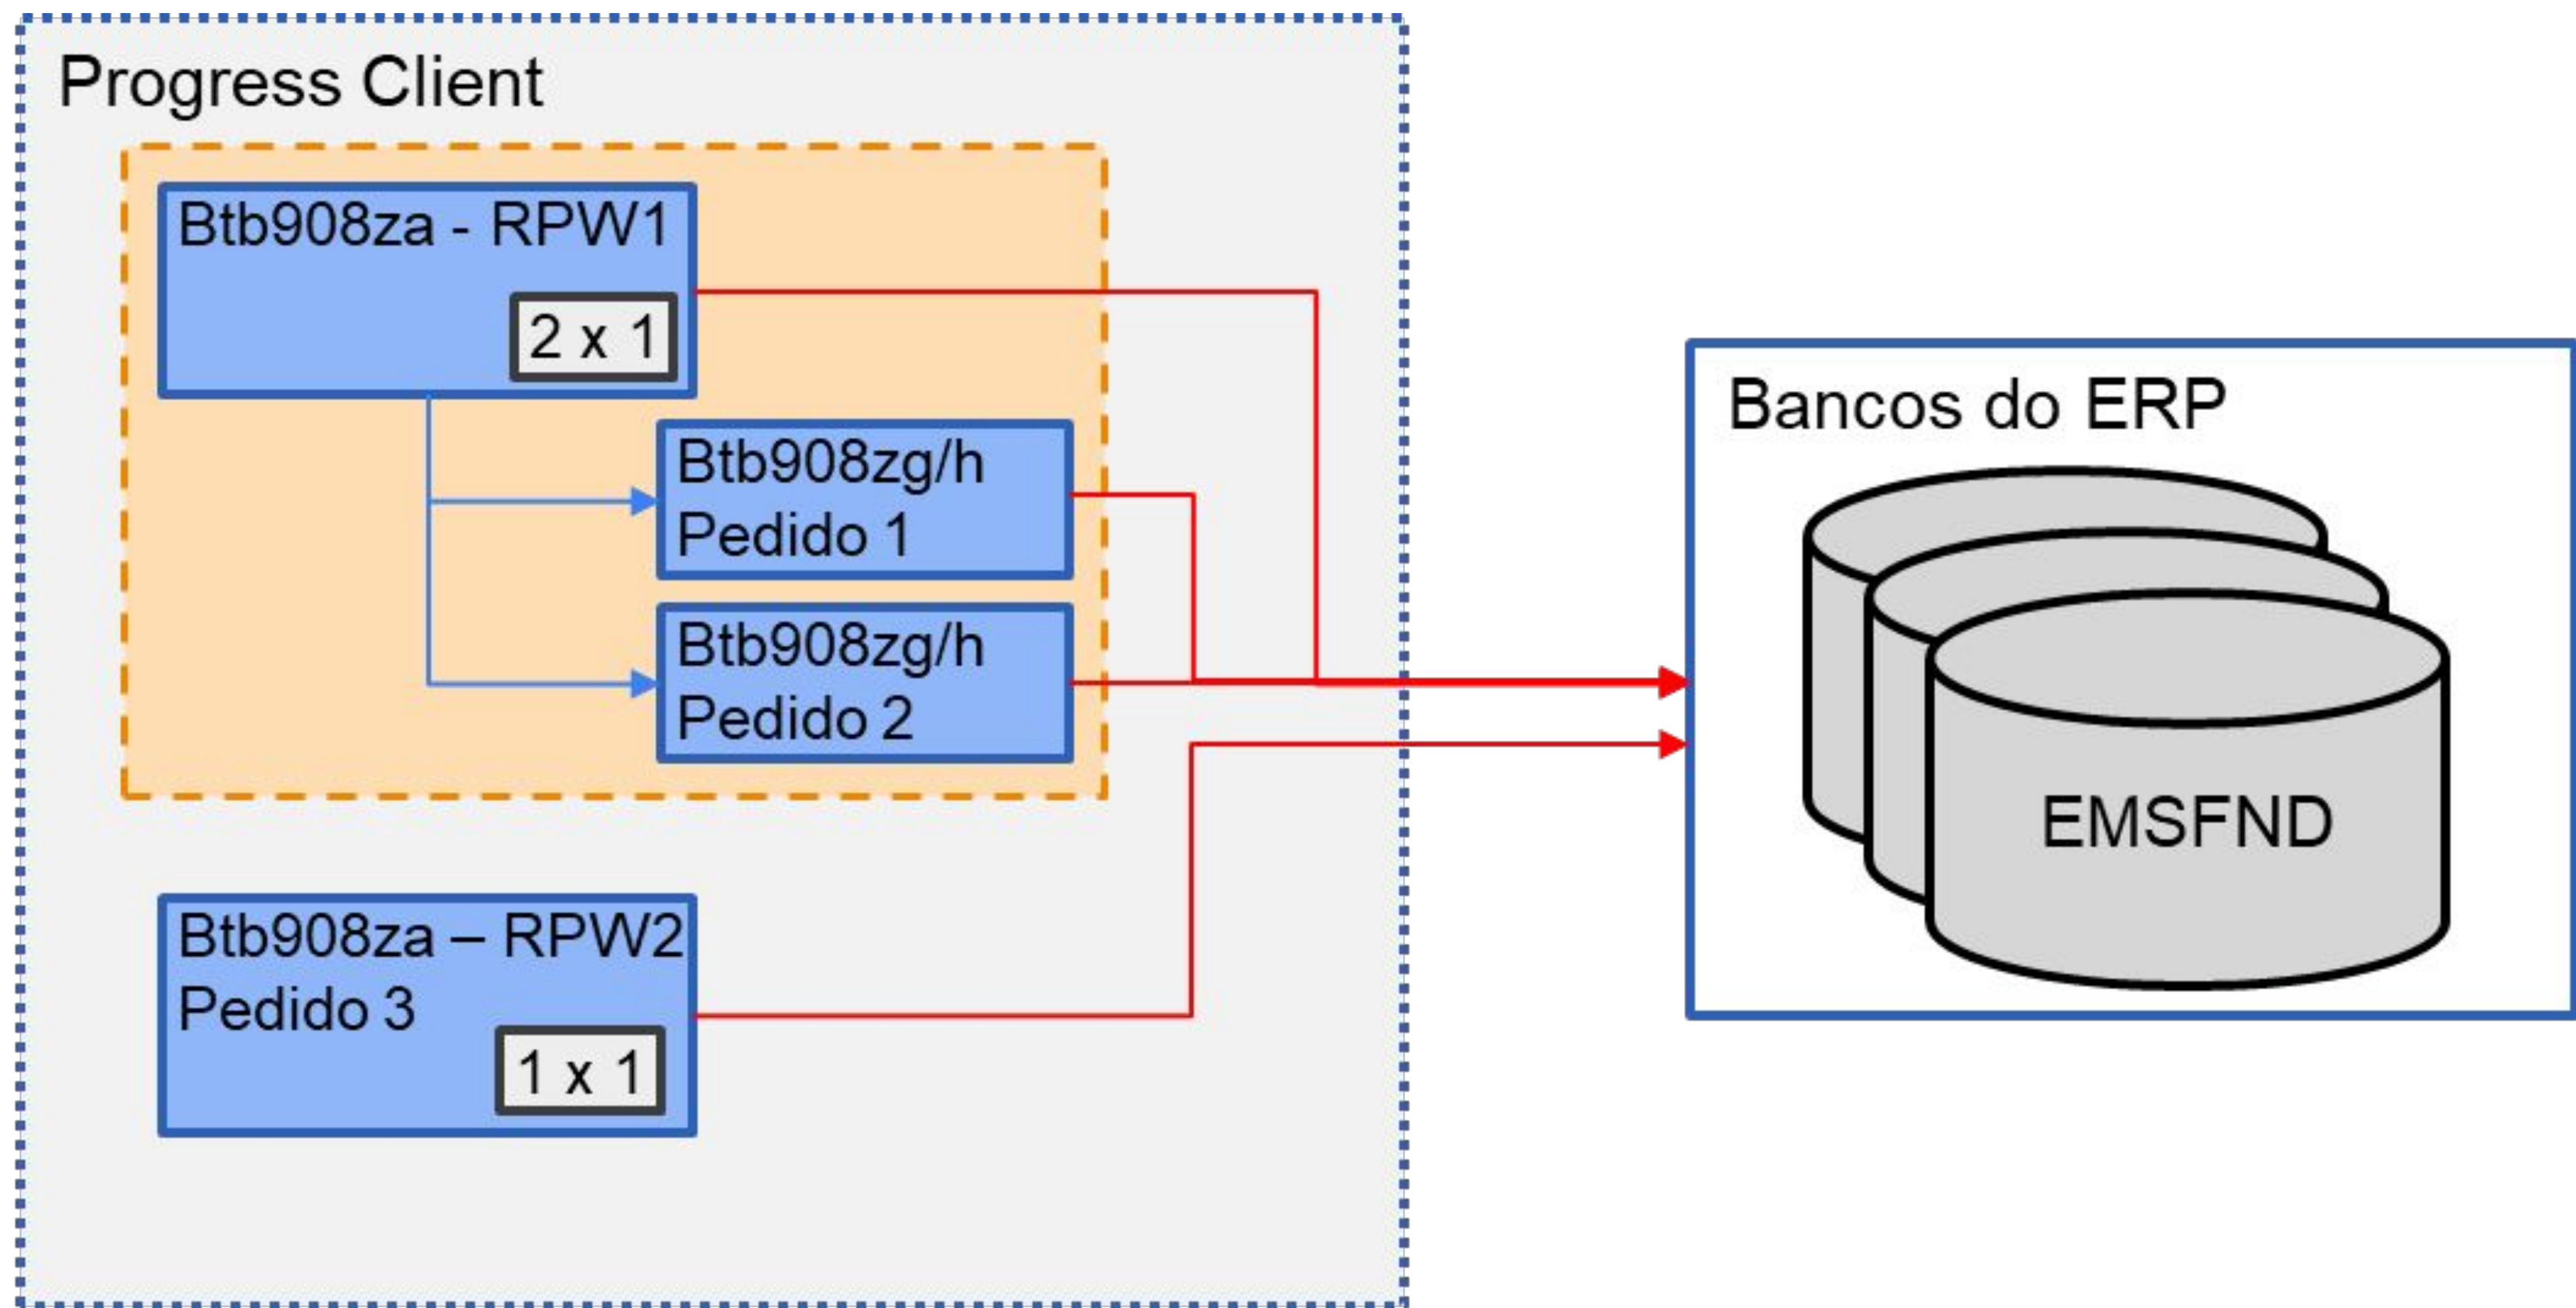 Progress Client
Btb908za - RPW1
2 x 1
Btb908zg/h
Pedido 1
Btb908zg/h
Pedido 2
Btb908za – RPW2
Pedido 3
1 x 1
Bancos do ERP
EMSFND